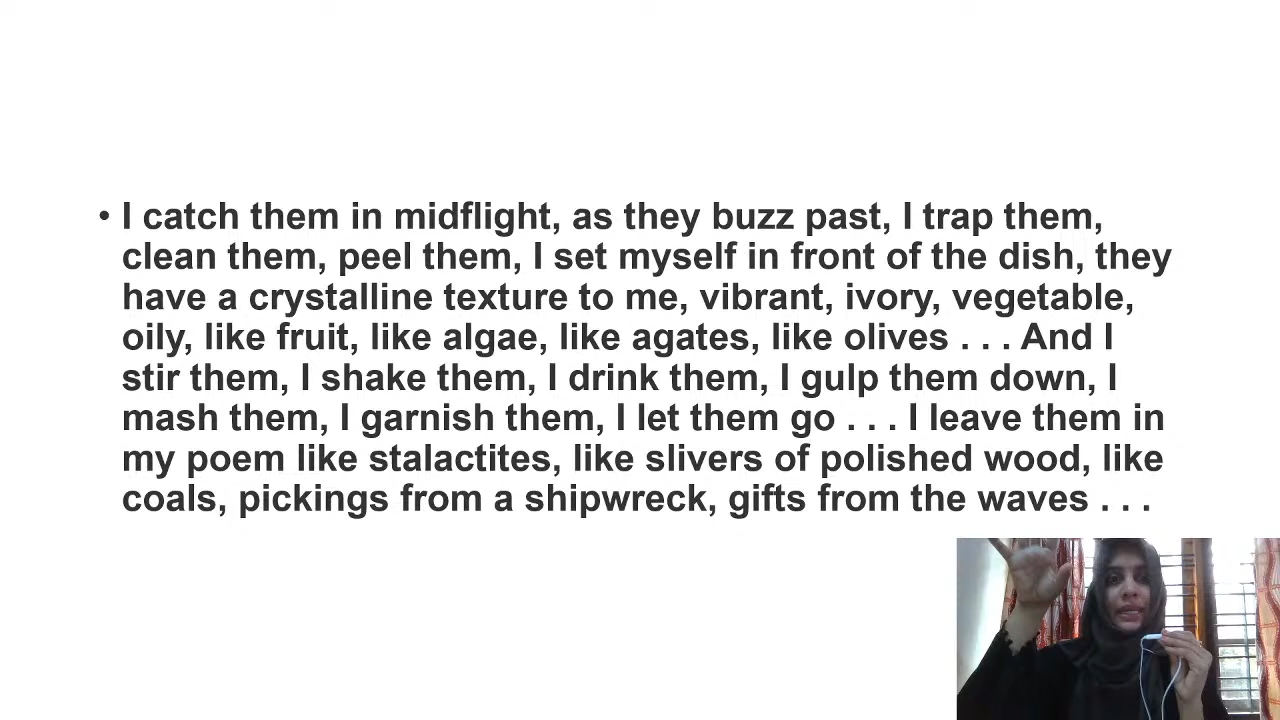 • I catch them in midflight, as they buzz past, I trap them,
clean them, peel them, I set myself in front of the dish, they
have a crystalline texture to me, vibrant, ivory, vegetable,
oily, like fruit, like algae, like agates, like olives . . . And I
stir them, I shake them, I drink them, I gulp them down, I
mash them, I garnish them, I let them go . . . I leave them in
my poem like stalactites, like slivers of polished wood, like
coals, pickings from a shipwreck, gifts from the waves . . .